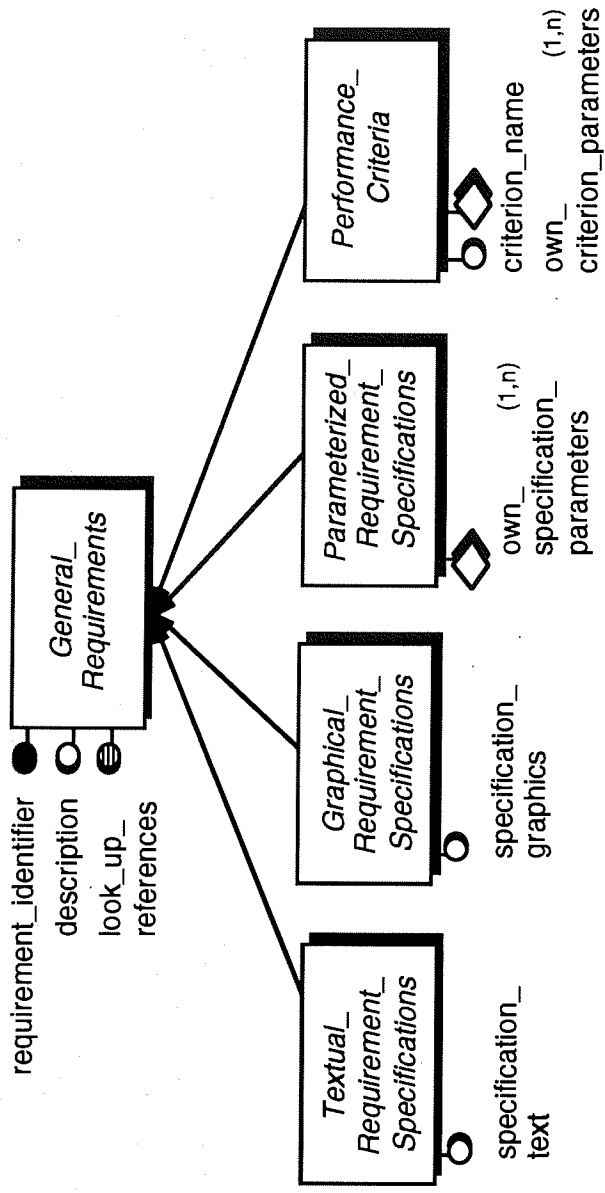 requirement_identifier
description
look_up_
references
General_
Requirements
Textual_
Requirement_
Specifications
specification_
text
Graphical_
Requirement_
Specifications
specification_
graphics
Parameterized_
Requirement_
Specifications
own_ (1,n)
specification_
parameters
Performance_
Criteria
criterion_name
own_ (1,n)
criterion_parameters